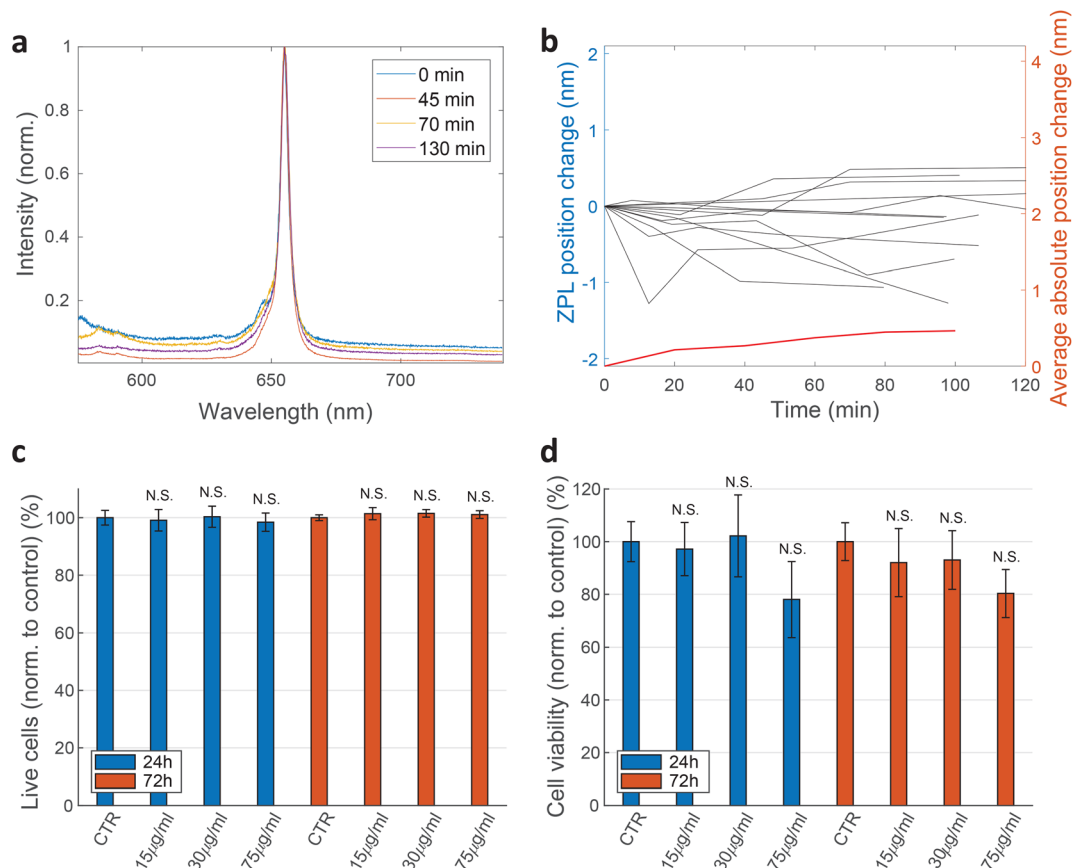 a
Intensity (norm.)
1
0.8
0.6
0.4
0.2
0 min
45 min
70 min
130 min
600
650
700
Wavelength (nm)
b
ZPL position change (nm)
2
1
0
-1
-2
Average absolute position change (nm)
4
3
2
1
0
0
20
40
60
80
100
120
Time (min)
c
Live cells (norm. to control) (%)
100
80
60
40
20
0
N.S.
N.S.
N.S.
N.S.
N.S.
N.S.
24h
72h
CTR
15μg/ml
30μg/ml
75μg/ml
CTR
15μg/ml
30μg/ml
75μg/ml
d
Cell viability (norm. to control) (%)
120
100
80
60
40
20
0
N.S.
N.S.
N.S.
N.S.
N.S.
N.S.
24h
72h
CTR
15μg/ml
30μg/ml
75μg/ml
CTR
15μg/ml
30μg/ml
75μg/ml